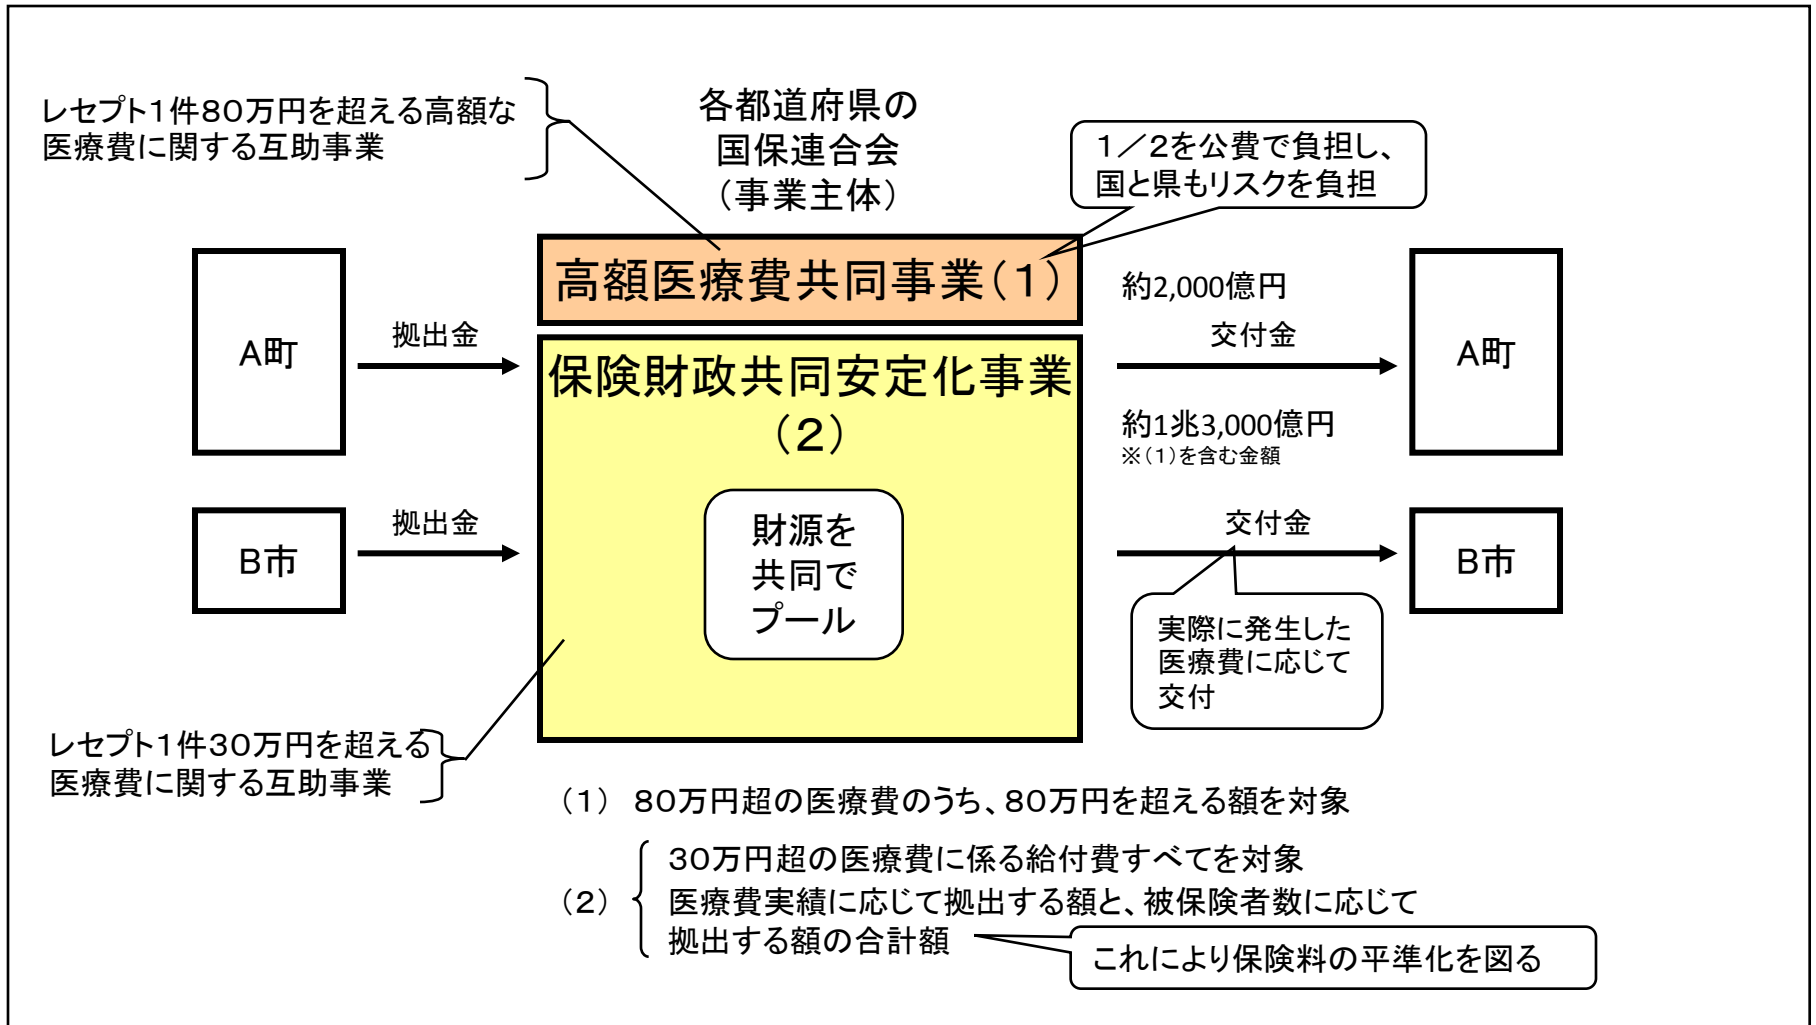 レセプト１件８０万円を超える高額な
医療費に関する互助事業
各都道府県の
国保連合会
（事業主体）
１／２を公費で負担し、
国と県もリスクを負担
高額医療費共同事業（１）
A町
拠出金
約2,000億円
交付金
A町
保険財政共同安定化事業
（２）
約1兆3,000億円
※（１）を含む金額
B市
拠出金
財源を
共同で
プール
交付金
B市
実際に発生した
医療費に応じて
交付
レセプト１件３０万円を超える
医療費に関する互助事業
（１） ８０万円超の医療費のうち、８０万円を超える額を対象
（２）
３０万円超の医療費に係る給付費すべてを対象
医療費実績に応じて拠出する額と、被保険者数に応じて
拠出する額の合計額
これにより保険料の平準化を図る